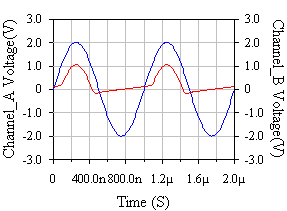 Channel_A Voltage(V)
Channel_B Voltage(V)
3.0 3.0
2.0 2.0
1.0 1.0
0 0.0
-1.0 -1.0
-2.0 -2.0
-3.0 -3.0
0 400.0n 800.0n 1.2µ 1.6µ 2.0µ
Time (S)